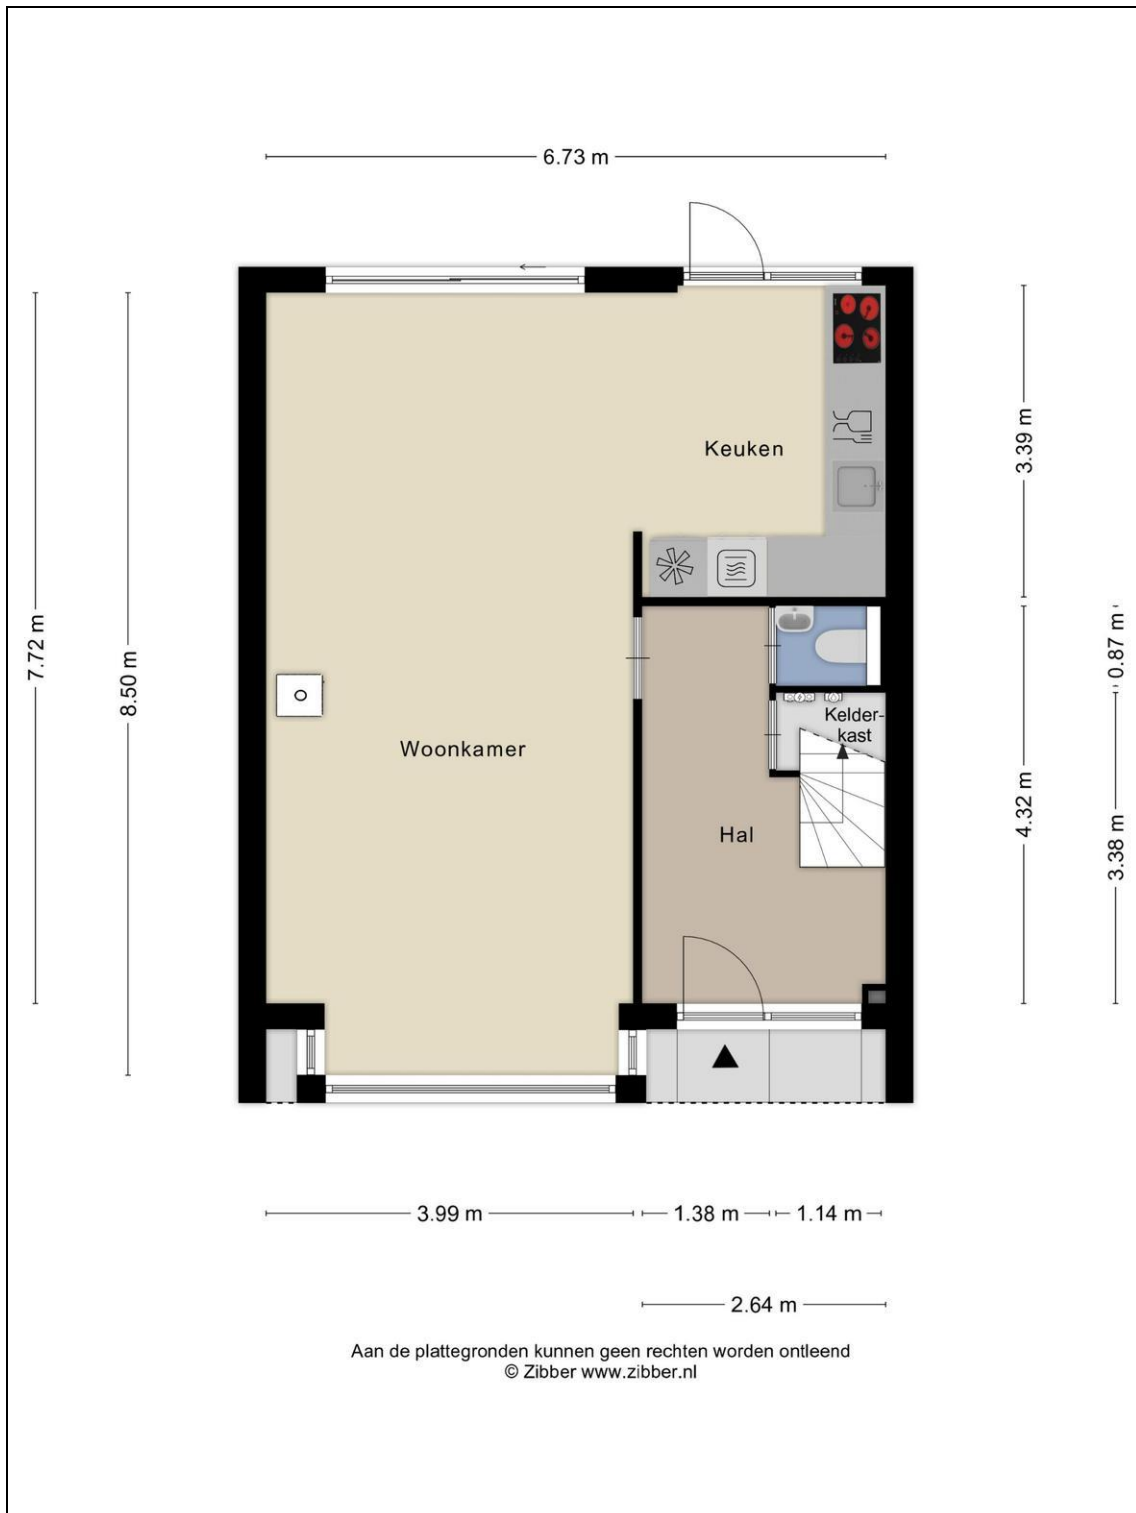 6.73 m
Keuken
3.39 m
7.72 m
8.50 m
0.87 m
Kelder-
kast
Woonkamer
4.32 m
Hal
3.38 m
3.99 m
1.38 m
1.14 m
2.64 m
Aan de plattegronden kunnen geen rechten worden ontleend
© Zibber www.zibber.nl